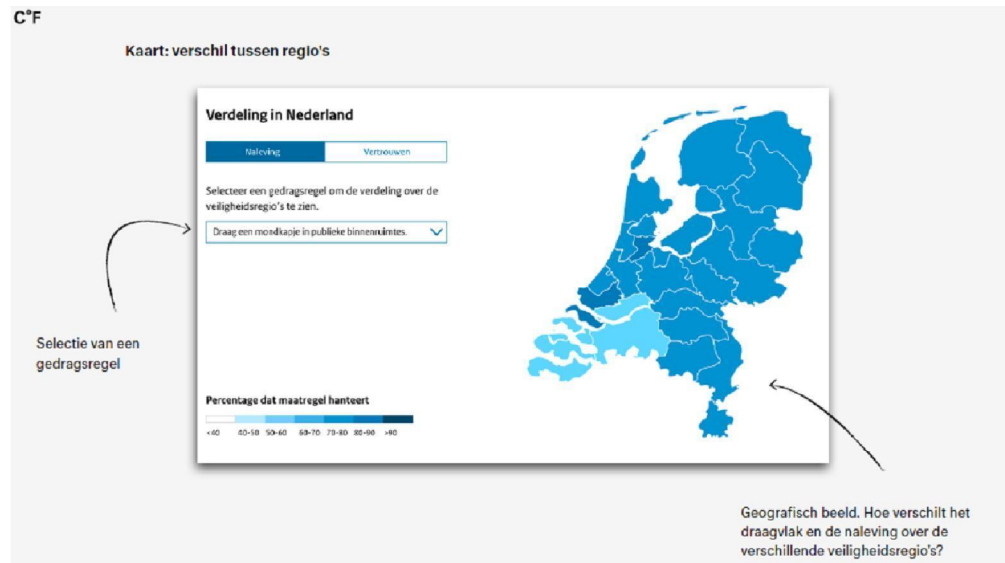 C°F
Kaart: verschil tussen regio's
Verdeling in Nederland
Naleving
Vertrouwen
Selecteer een gedragsregel om de verdeling over de
veiligheidsregio's te zien.
Draag een mondkapje in publieke binnenruimtes.
Selectie van een
gedragsregel
Percentage dat maatregel hanteert
<40 40-50 50-60 60-70 70-80 80-90 >90
Geografisch beeld. Hoe verschilt het
draagvlak en de naleving over de
verschillende veiligheidsregio's?